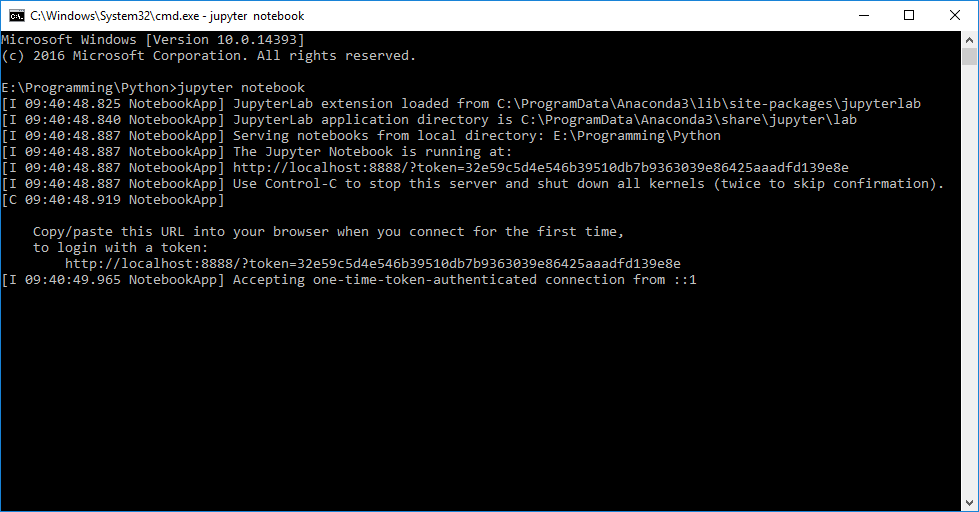 C:\Windows\System32\cmd.exe - jupyter  notebook
Microsoft Windows [Version 10.0.14393]
(c) 2016 Microsoft Corporation. All rights reserved.
E:\Programming\Python>jupyter notebook
[I 09:40:48.825 NotebookApp] JupyterLab extension loaded from C:\ProgramData\Anaconda3\lib\site-packages\jupyterlab
[I 09:40:48.840 NotebookApp] JupyterLab application directory is C:\ProgramData\Anaconda3\share\jupyter\lab
[I 09:40:48.887 NotebookApp] Serving notebooks from local directory: E:\Programming\Python
[I 09:40:48.887 NotebookApp] The Jupyter Notebook is running at:
[I 09:40:48.887 NotebookApp] http://localhost:8888/?token=32e59c5d4e546b39510db7b9363039e86425aaadfd139e8e
[I 09:40:48.887 NotebookApp] Use Control-C to stop this server and shut down all kernels (twice to skip confirmation).
[C 09:40:48.919 NotebookApp]
Copy/paste this URL into your browser when you connect for the first time,
to login with a token:
http://localhost:8888/?token=32e59c5d4e546b39510db7b9363039e86425aaadfd139e8e
[I 09:40:49.965 NotebookApp] Accepting one-time-token-authenticated connection from ::1